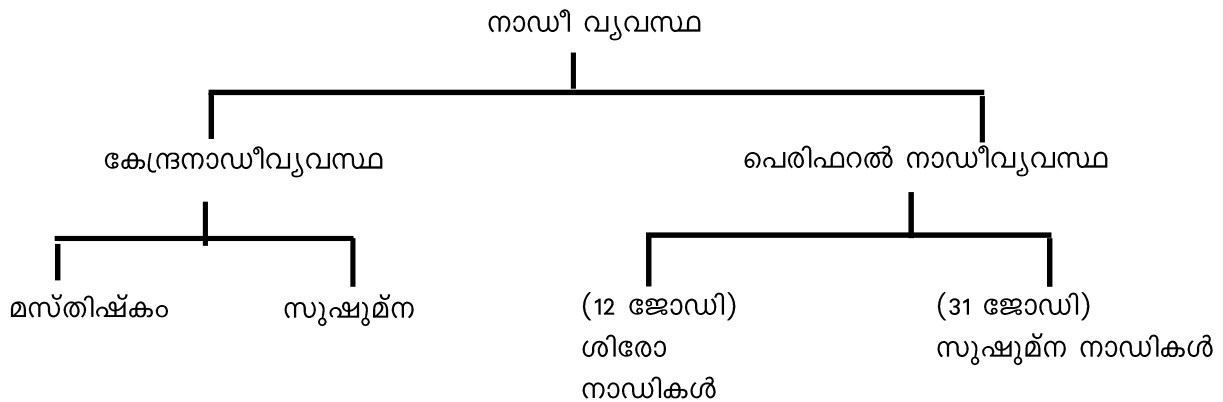 നാഡീ വ്യവസ്ഥ
കേന്ദ്രനാഡീവ്യവസ്ഥ
പെരിഫറൽ നാഡീവ്യവസ്ഥ
മസ്തിഷ്കം
സുഷുമ്ന
(12 ജോഡി)
ശിരോ
നാഡികൾ
(31 ജോഡി)
സുഷുമ്ന നാഡികൾ